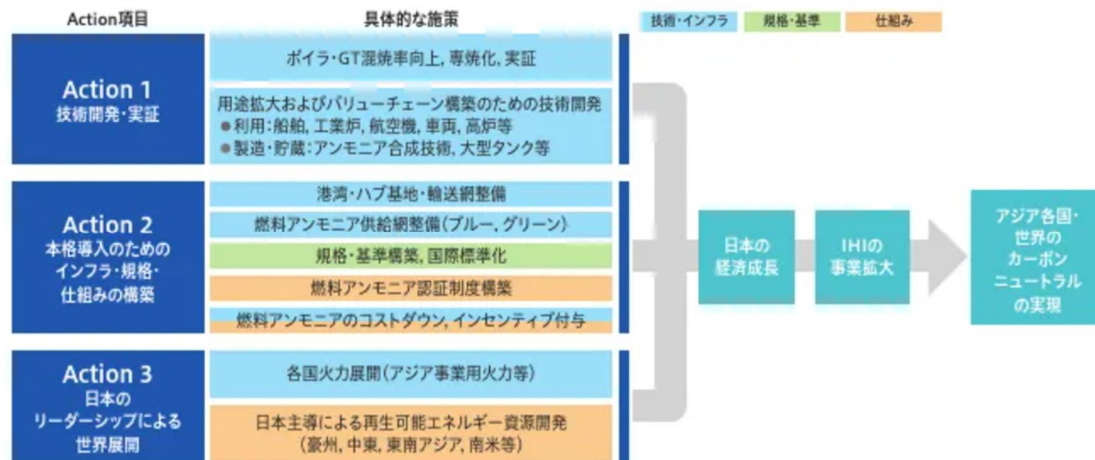 Action項目
具体的な施策
技術・インフラ
規格・基準
仕組み
Action 1
技術開発・実証
ボイラ・GT混焼率向上, 専焼化, 実証
用途拡大およびバリューチェーン構築のための技術開発
●利用：船舶, 工業炉, 航空機, 車両, 高炉等
●製造・貯蔵：アンモニア合成技術, 大型タンク等
Action 2
本格導入のための
インフラ・規格・
仕組みの構築
港湾・ハブ基地・輸送網整備
燃料アンモニア供給網整備（ブルー, グリーン）
規格・基準構築, 国際標準化
燃料アンモニア認証制度構築
燃料アンモニアのコストダウン, インセンティブ付与
Action 3
日本の
リーダーシップによる
世界展開
各国火力展開（アジア事業用火力等）
日本主導による再生可能エネルギー資源開発
（豪州, 中東, 東南アジア, 南米等）
日本の
経済成長
IHIの
事業拡大
アジア各国・
世界の
カーボン
ニュートラル
の実現